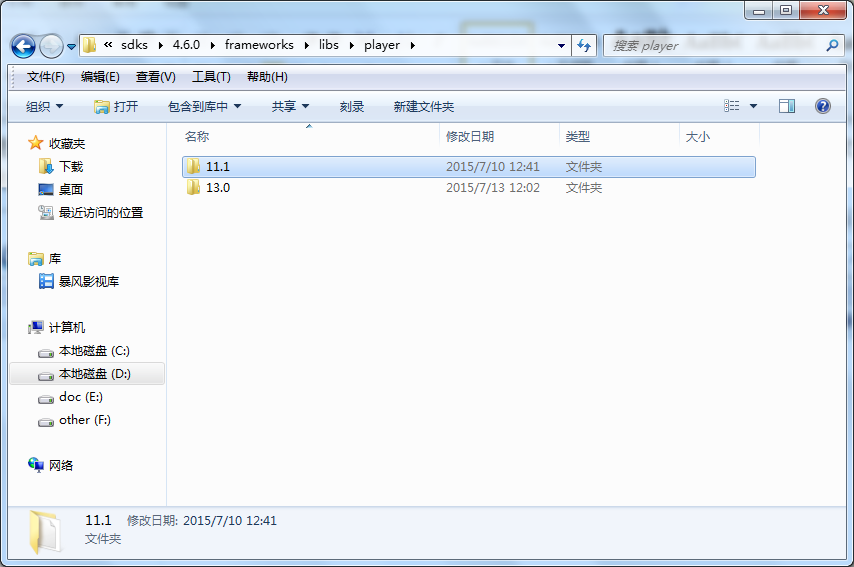 « sdks ▸ 4.6.0 ▸ frameworks ▸ libs ▸ player ▸ 搜索 player
文件(F) 编辑(E) 查看(V) 工具(T) 帮助(H)
组织 打开 包含到库中 共享 刻录 新建文件夹
名称 修改日期 类型 大小
11.1 2015/7/10 12:41 文件夹
13.0 2015/7/13 12:02 文件夹
收藏夹
下载
桌面
最近访问的位置
库
暴风影视库
计算机
本地磁盘 (C:)
本地磁盘 (D:)
doc (E:)
other (F:)
网络
11.1 修改日期: 2015/7/10 12:41
文件夹